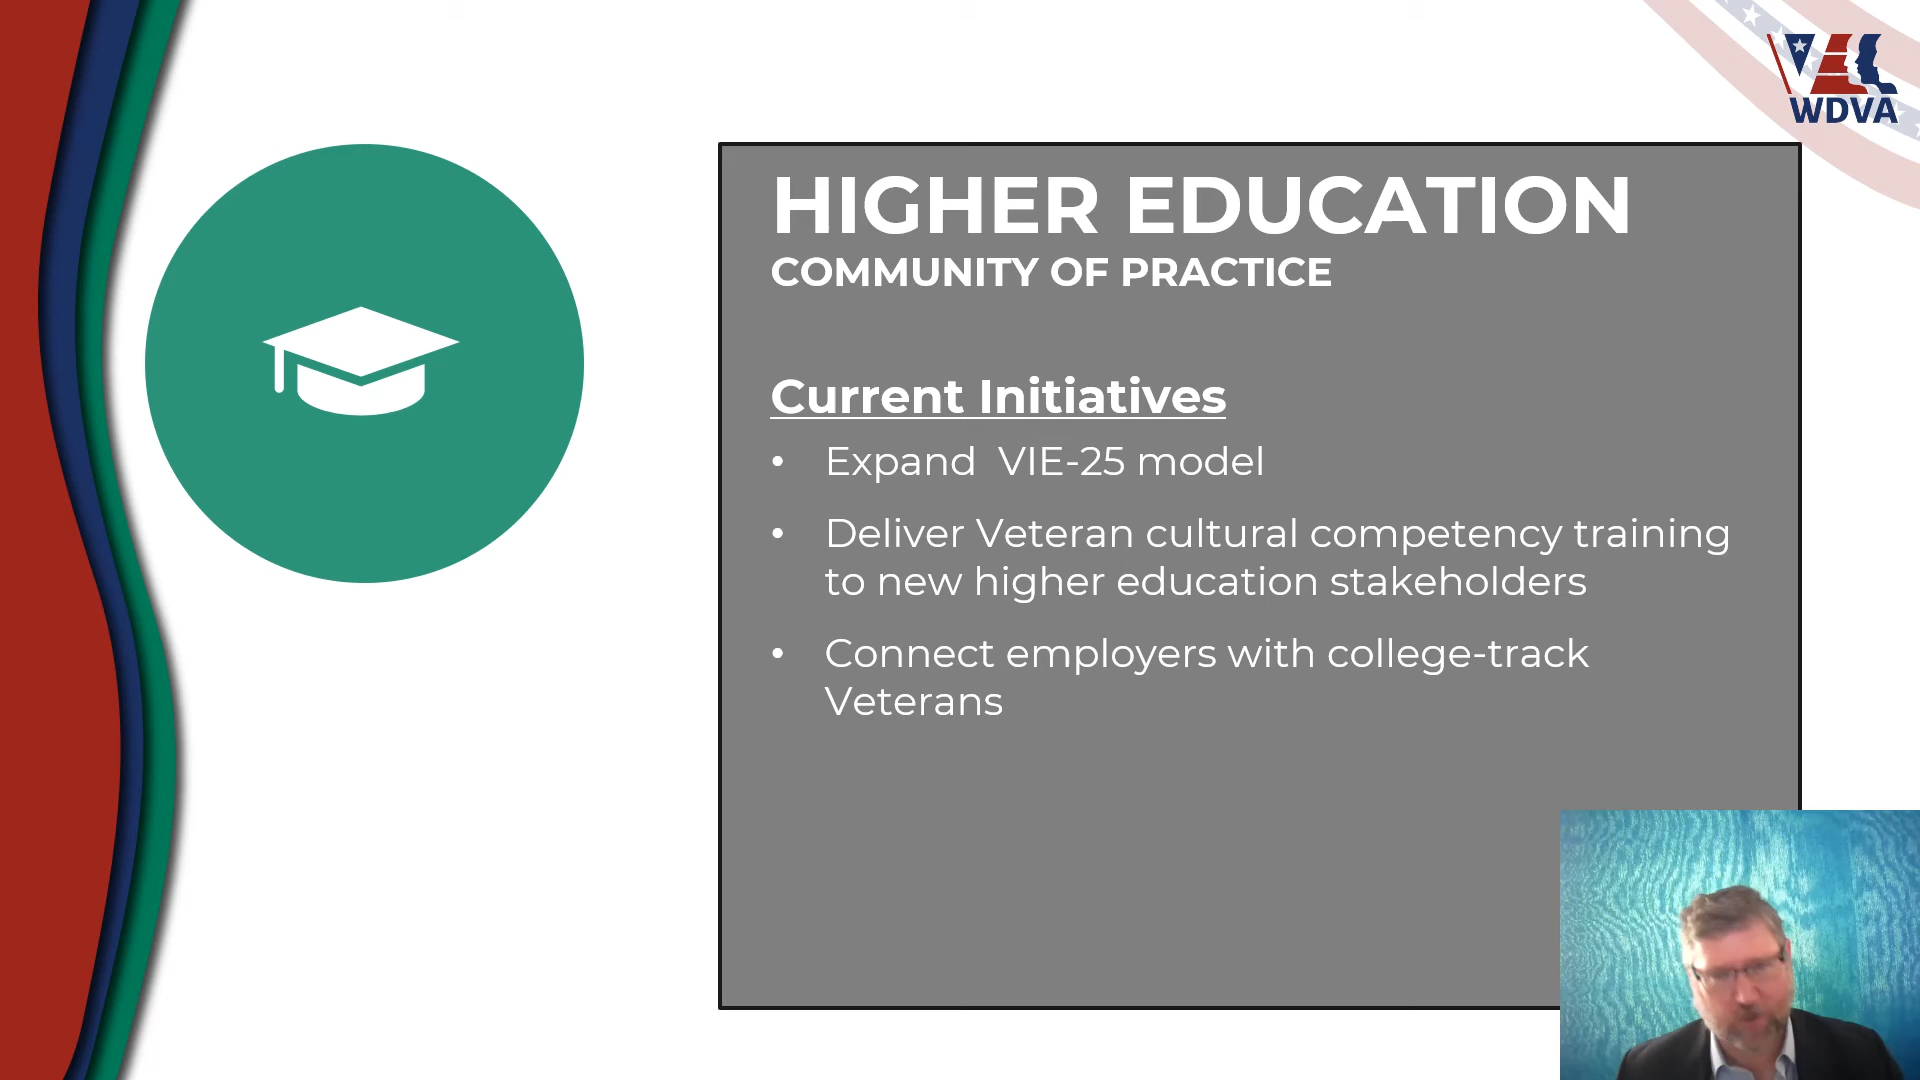 WDVA
HIGHER EDUCATION
COMMUNITY OF PRACTICE
Current Initiatives
• Expand VIE-25 model
• Deliver Veteran cultural competency training
to new higher education stakeholders
• Connect employers with college-track
Veterans